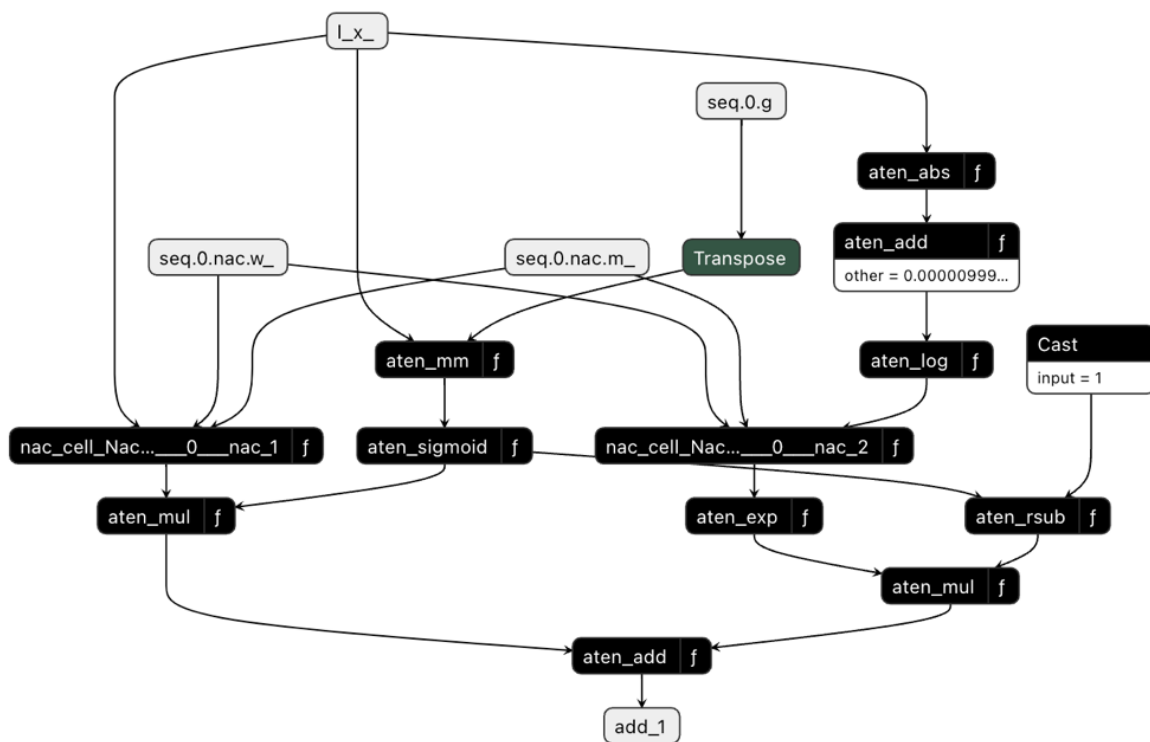 l_x_
seq.0.g
aten_abs ƒ
seq.0.nac.w_
seq.0.nac.m_
Transpose
aten_add ƒ
other = 0.00000999...
aten_mm ƒ
aten_log ƒ
Cast
input = 1
nac_cell_Nac...___0___nac_1 ƒ
aten_sigmoid ƒ
nac_cell_Nac...___0___nac_2 ƒ
aten_mul ƒ
aten_exp ƒ
aten_rsub ƒ
aten_mul ƒ
aten_add ƒ
add_1